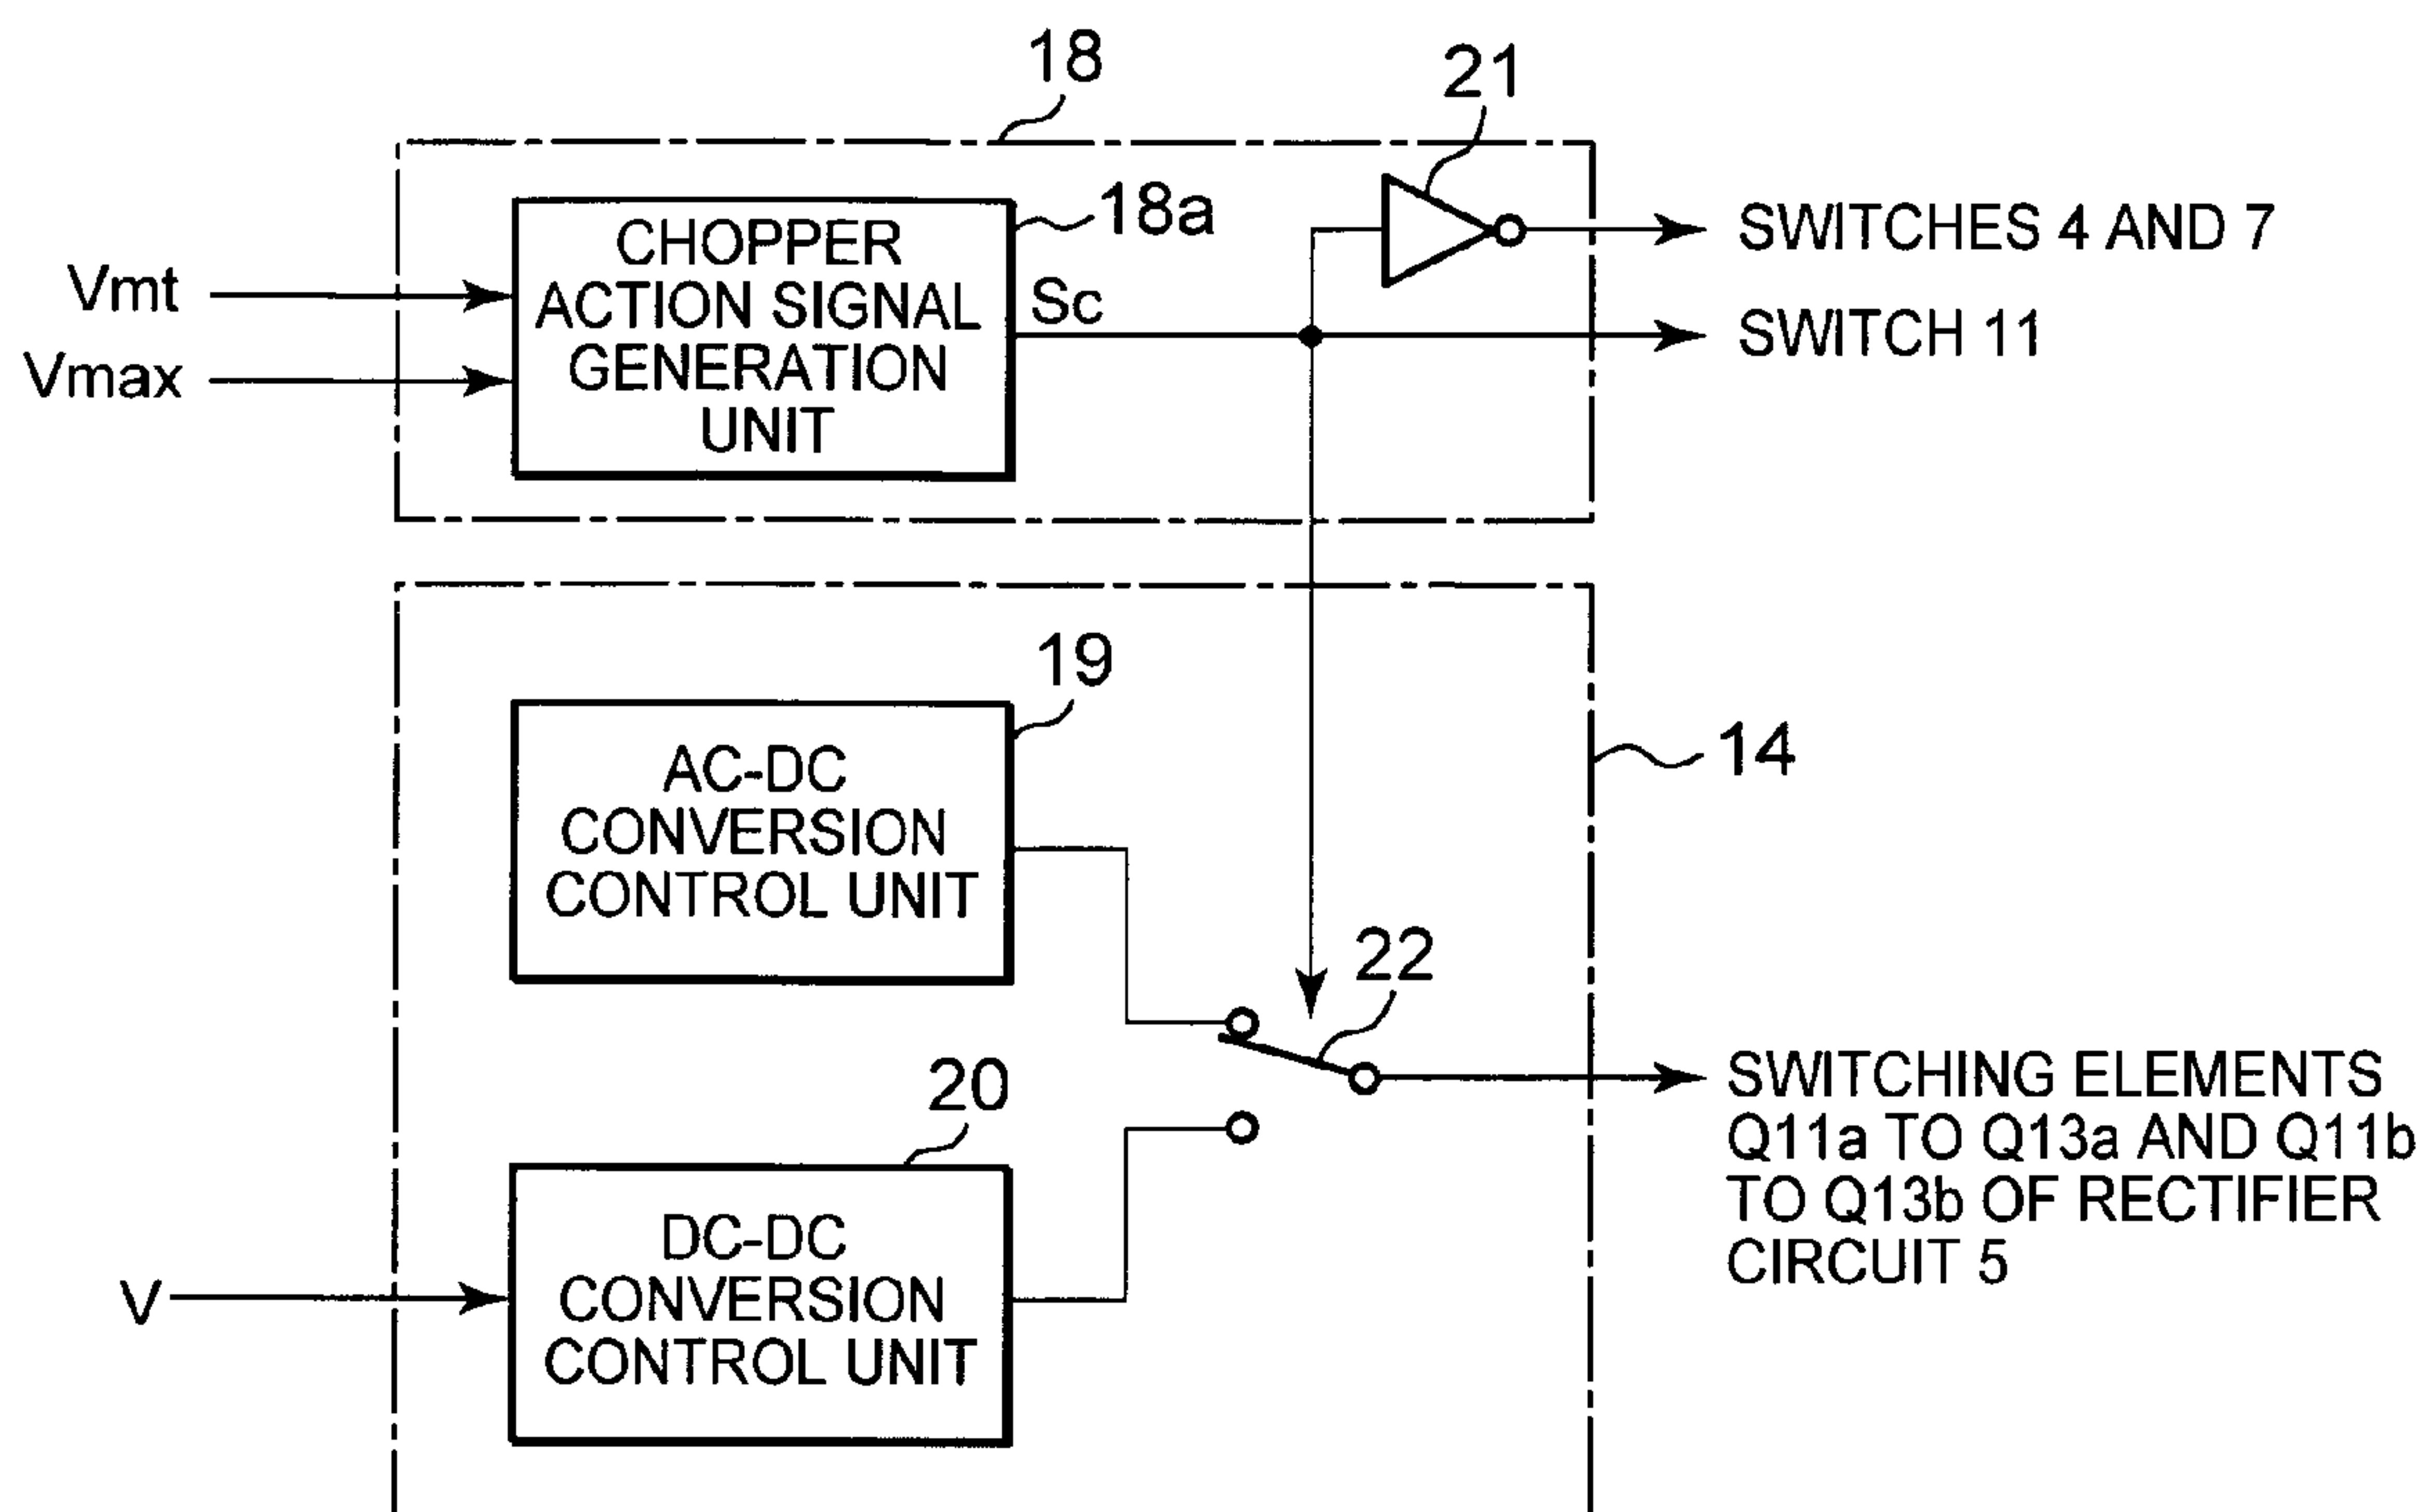 18
21
18a
CHOPPER
ACTION SIGNAL
GENERATION
UNIT
Vmt
Vmax
Sc
SWITCHES 4 AND 7
SWITCH 11
19
AC-DC
CONVERSION
CONTROL UNIT
14
22
20
DC-DC
CONVERSION
CONTROL UNIT
V
SWITCHING ELEMENTS
Q11a TO Q13a AND Q11b
TO Q13b OF RECTIFIER
CIRCUIT 5